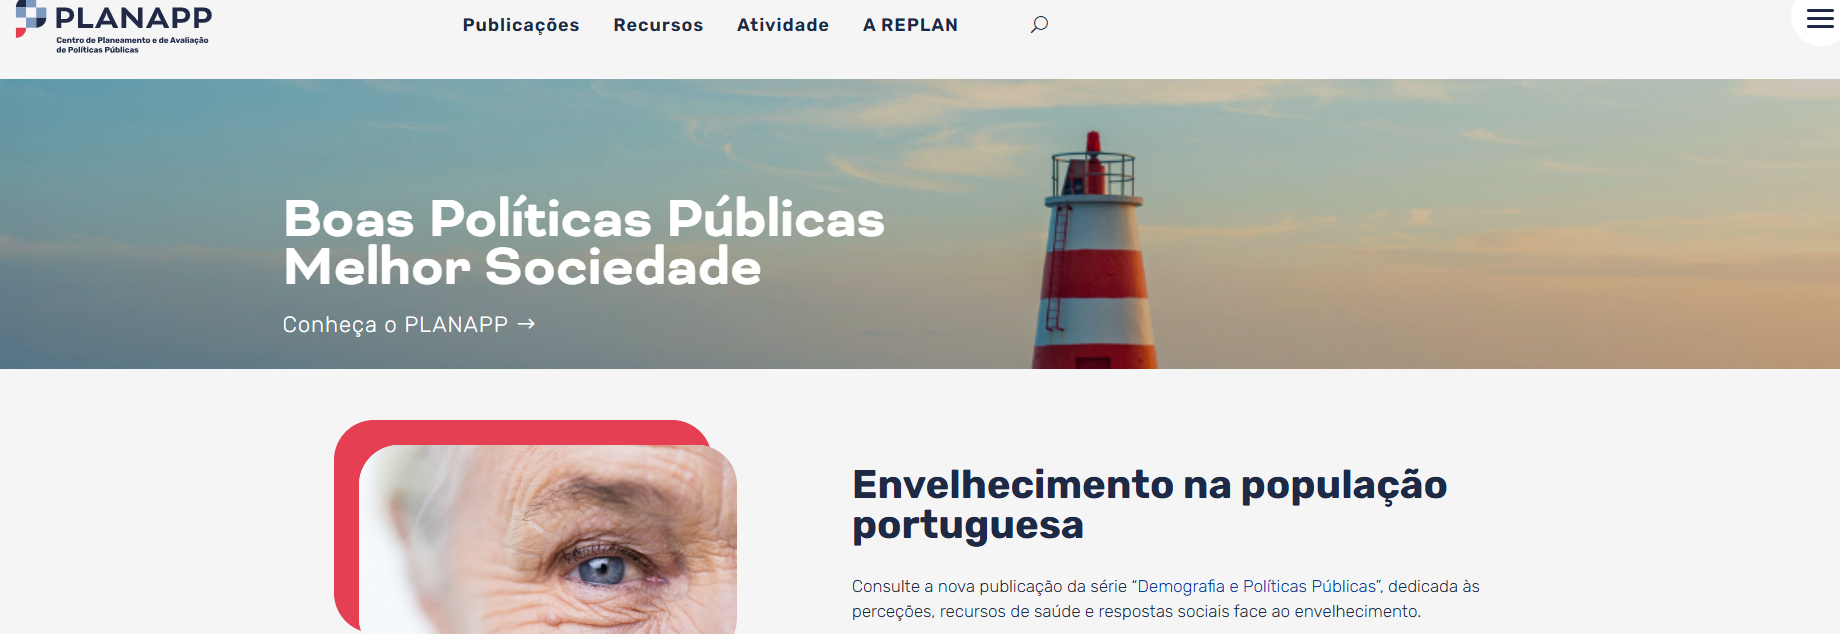 PLANAPP
Centro de Planeamento e de Avaliação
de Políticas Públicas
Publicações
Recursos
Atividade
A REPLAN
Boas Políticas Públicas
Melhor Sociedade
Conheça o PLANAPP →
Envelhecimento na população
portuguesa
Consulte a nova publicação da série “Demografia e Políticas Públicas”, dedicada às
perceções, recursos de saúde e respostas sociais face ao envelhecimento.